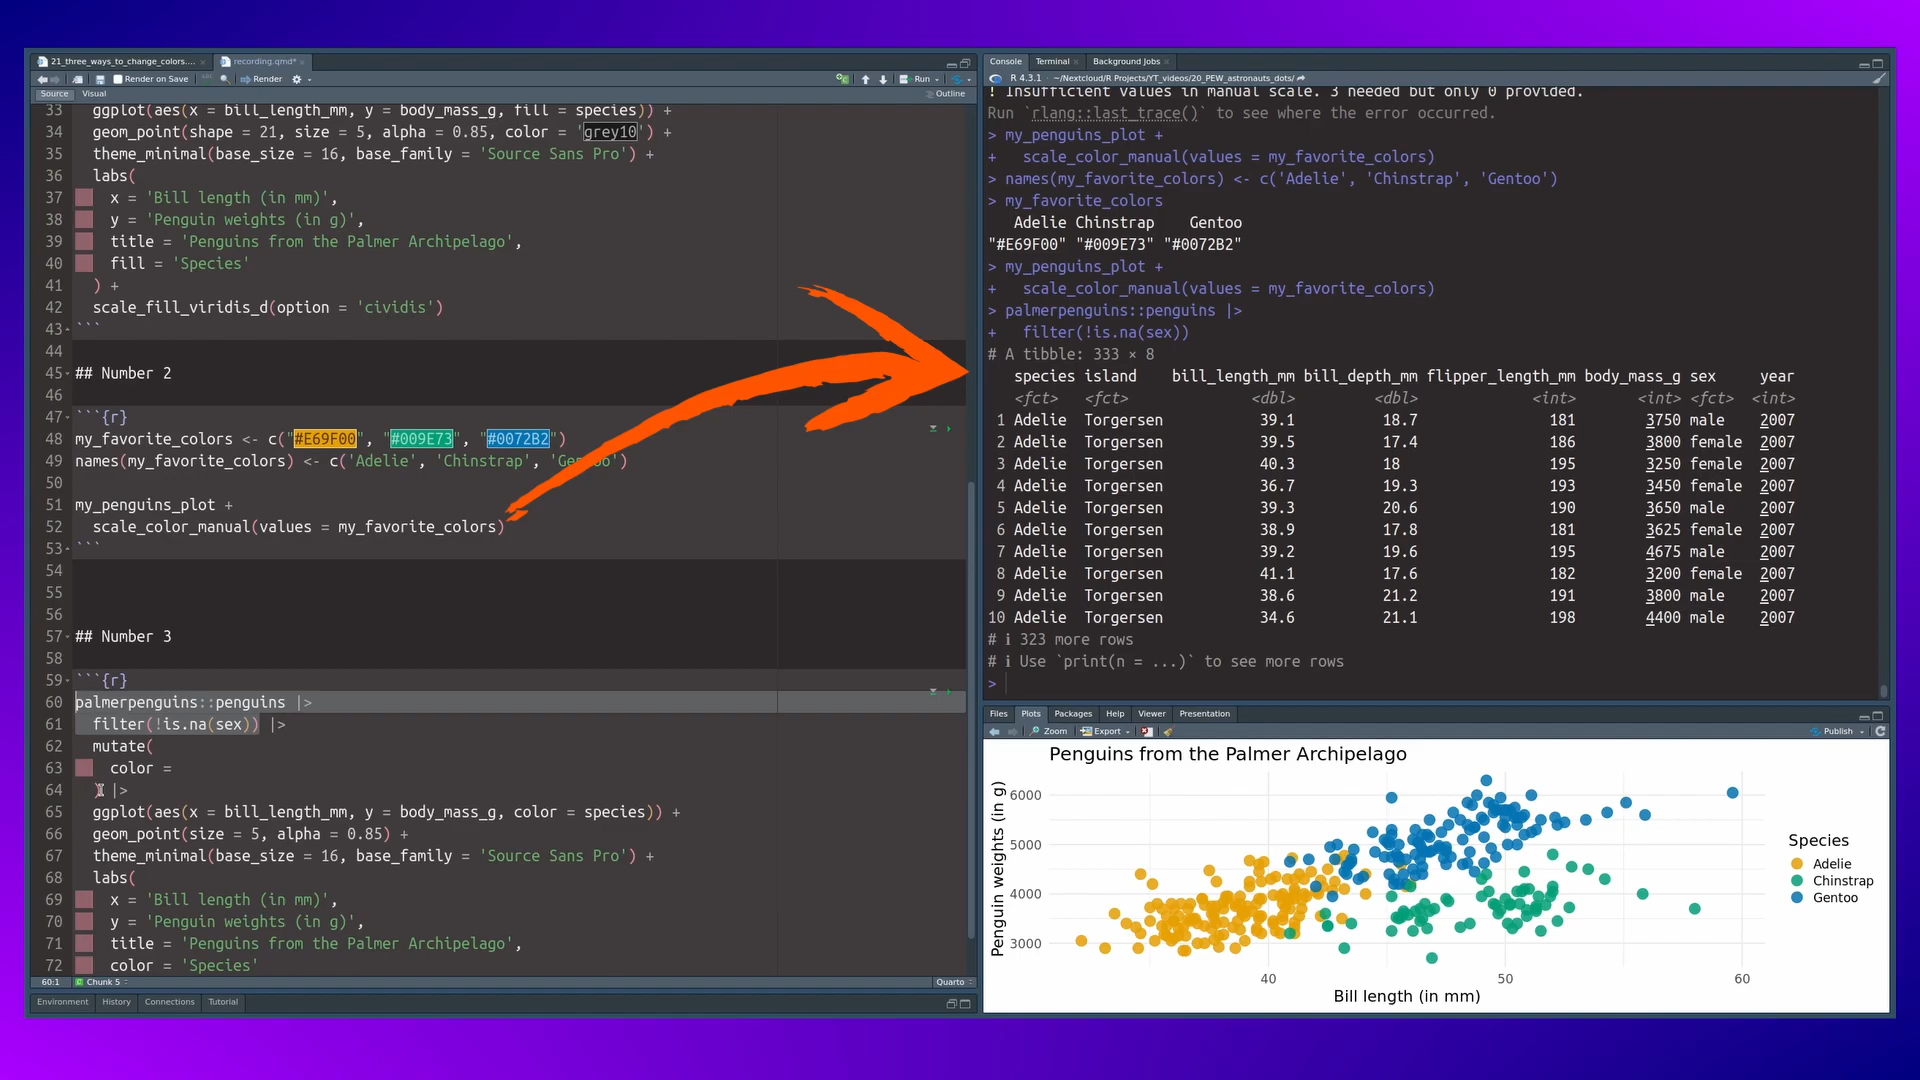 21_three_ways_to_change_colors....
recording.qmd*
Render on Save
Render
Run
Source Visual
Outline
33 ggplot(aes(x = bill_length_mm, y = body_mass_g, fill = species)) +
34 geom_point(shape = 21, size = 5, alpha = 0.85, color = 'grey10') +
35 theme_minimal(base_size = 16, base_family = 'Source Sans Pro') +
36 labs(
37 x = 'Bill length (in mm)',
38 y = 'Penguin weights (in g)',
39 title = 'Penguins from the Palmer Archipelago',
40 fill = 'Species'
41 ) +
42 scale_fill_viridis_d(option = 'cividis')
43 ```
44
45 ## Number 2
46
47 ```{r}
48 my_favorite_colors <- c("#E69F00", "#009E73", "#0072B2")
49 names(my_favorite_colors) <- c('Adelie', 'Chinstrap', 'Gentoo')
50
51 my_penguins_plot +
52 scale_color_manual(values = my_favorite_colors)
53 ```
54
55
56
57 ## Number 3
58
59 ```{r}
60 palmerpenguins::penguins |>
61 filter(!is.na(sex)) |>
62 mutate(
63 color =
64 ) |>
65 ggplot(aes(x = bill_length_mm, y = body_mass_g, color = species)) +
66 geom_point(size = 5, alpha = 0.85) +
67 theme_minimal(base_size = 16, base_family = 'Source Sans Pro') +
68 labs(
69 x = 'Bill length (in mm)',
70 y = 'Penguin weights (in g)',
71 title = 'Penguins from the Palmer Archipelago',
72 color = 'Species'
60:1 Chunk 5 Quarto
Environment History Connections Tutorial
Console Terminal Background Jobs
R 4.3.1 · ~/Nextcloud/R Projects/YT_videos/20_PEW_astronauts_dots/
! Insufficient values in manual scale. 3 needed but only 0 provided.
Run `rlang::last_trace()` to see where the error occurred.
> my_penguins_plot +
+ scale_color_manual(values = my_favorite_colors)
> names(my_favorite_colors) <- c('Adelie', 'Chinstrap', 'Gentoo')
> my_favorite_colors
Adelie Chinstrap Gentoo
"#E69F00" "#009E73" "#0072B2"
> my_penguins_plot +
+ scale_color_manual(values = my_favorite_colors)
> palmerpenguins::penguins |>
+ filter(!is.na(sex))
# A tibble: 333 × 8
species island bill_length_mm bill_depth_mm flipper_length_mm body_mass_g sex year
<fct> <fct> <dbl> <dbl> <int> <int> <fct> <int>
1 Adelie Torgersen 39.1 18.7 181 3750 male 2007
2 Adelie Torgersen 39.5 17.4 186 3800 female 2007
3 Adelie Torgersen 40.3 18 195 3250 female 2007
4 Adelie Torgersen 36.7 19.3 193 3450 female 2007
5 Adelie Torgersen 39.3 20.6 190 3650 male 2007
6 Adelie Torgersen 38.9 17.8 181 3625 female 2007
7 Adelie Torgersen 39.2 19.6 195 4675 male 2007
8 Adelie Torgersen 41.1 17.6 182 3200 female 2007
9 Adelie Torgersen 38.6 21.2 191 3800 male 2007
10 Adelie Torgersen 34.6 21.1 198 4400 male 2007
# ℹ 323 more rows
# ℹ Use `print(n = ...)` to see more rows
>
Files Plots Packages Help Viewer Presentation
Zoom Export Publish
Penguins from the Palmer Archipelago
Penguin weights (in g)
6000
5000
4000
3000
40 50 60
Bill length (in mm)
Species
Adelie
Chinstrap
Gentoo